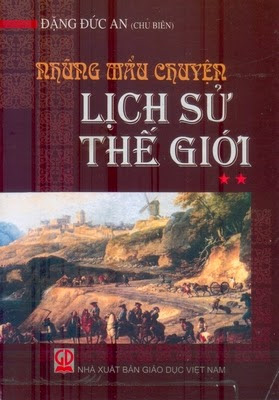 ĐẶNG ĐỨC AN (CHỦ BIÊN)
NHỮNG MẨU CHUYỆN
LỊCH SỬ
THẾ GIỚI
★★
NHÀ XUẤT BẢN GIÁO DỤC VIỆT NAM